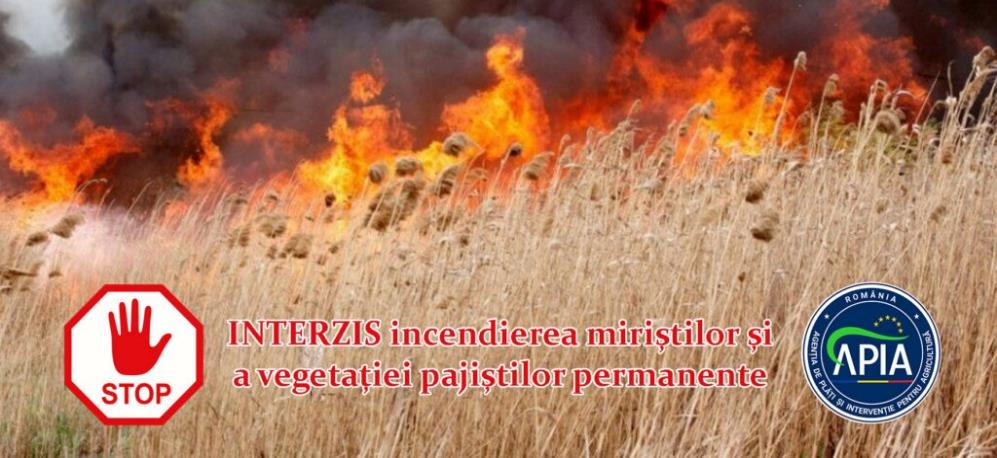 STOP
INTERZIS incendierea miriștilor și
a vegetației pajiștilor permanente
ROMÂNIA
APIA
AGENȚIA DE PLĂȚI ȘI INTERVENȚIE PENTRU AGRICULTURĂ